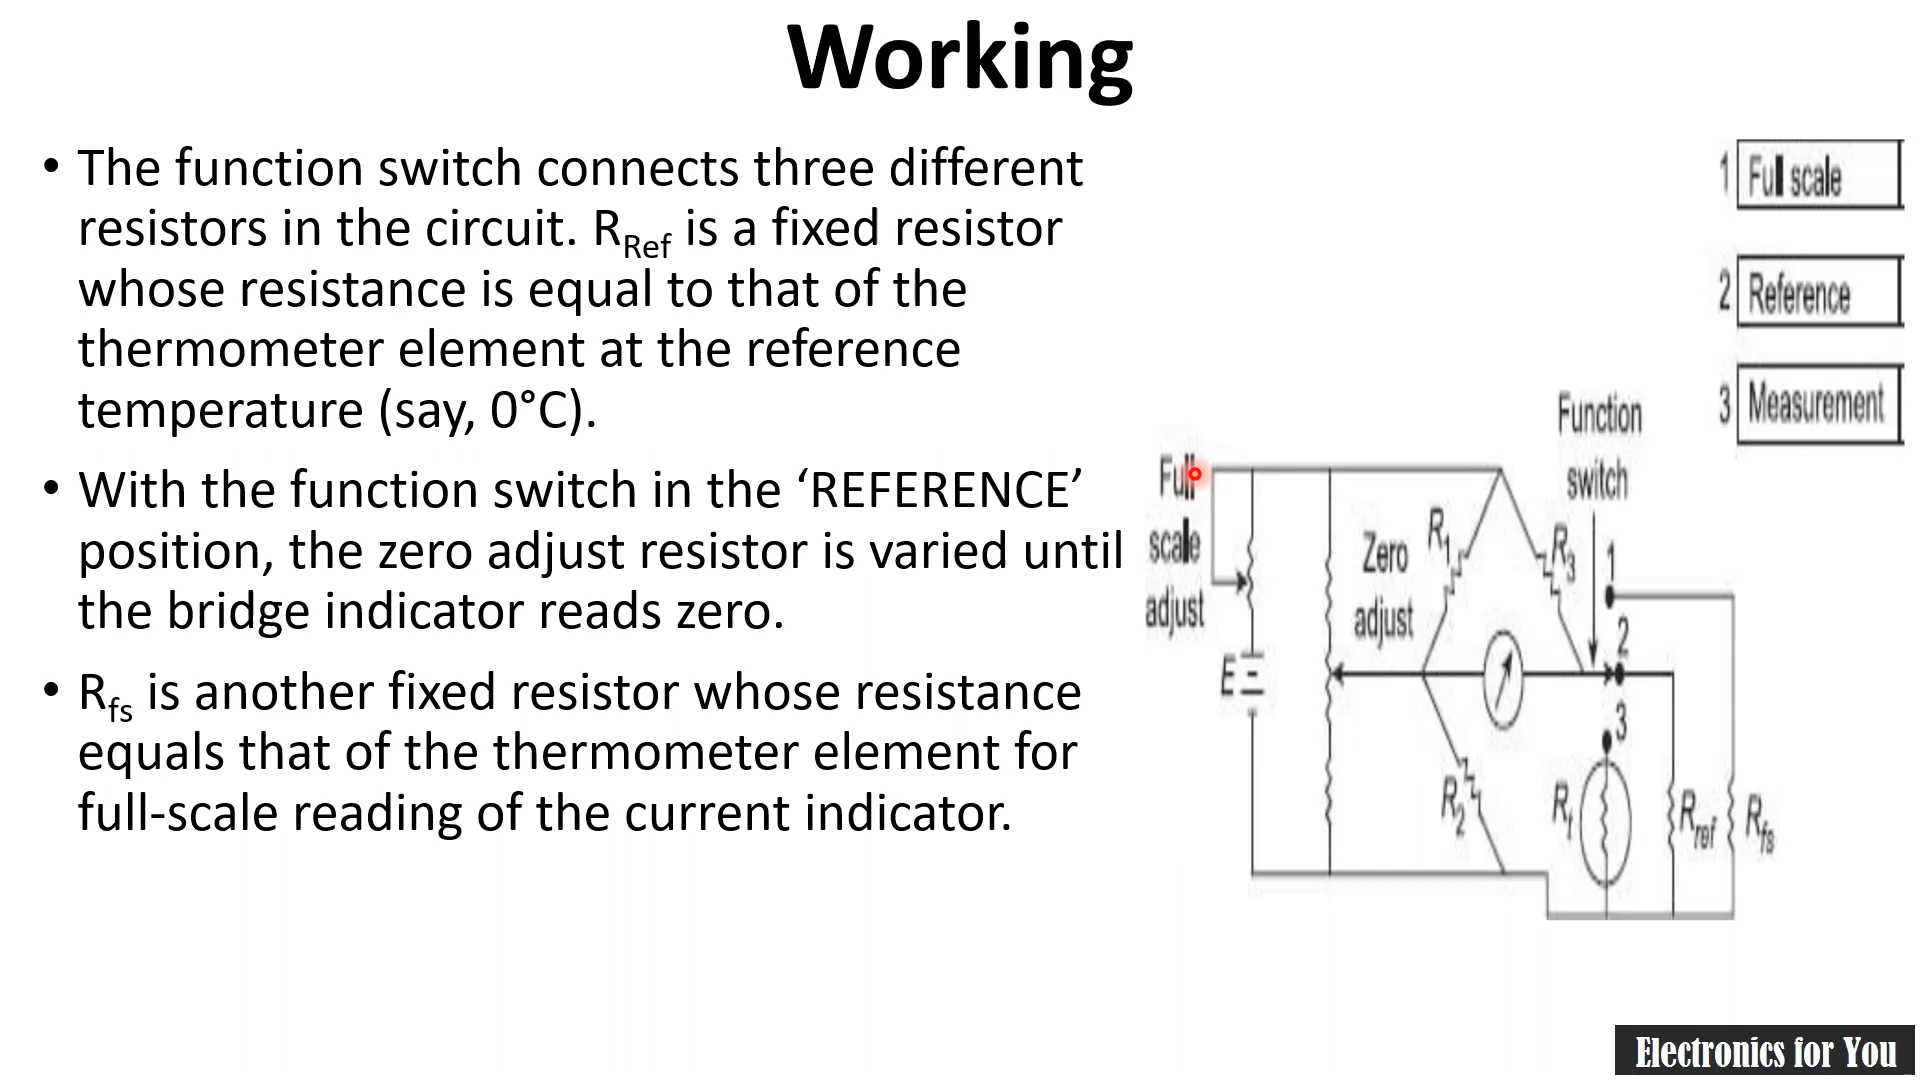 Working
• The function switch connects three different
resistors in the circuit. RRef is a fixed resistor
whose resistance is equal to that of the
thermometer element at the reference
temperature (say, 0°C).
• With the function switch in the ‘REFERENCE’
position, the zero adjust resistor is varied until
the bridge indicator reads zero.
• Rfs is another fixed resistor whose resistance
equals that of the thermometer element for
full-scale reading of the current indicator.
1 Full scale
2 Reference
3 Measurement
Function
switch
Full
scale
adjust
Zero
adjust
R1
R3
1
2
3
E
R2
Rt
Rref
Rfs
Electronics for You